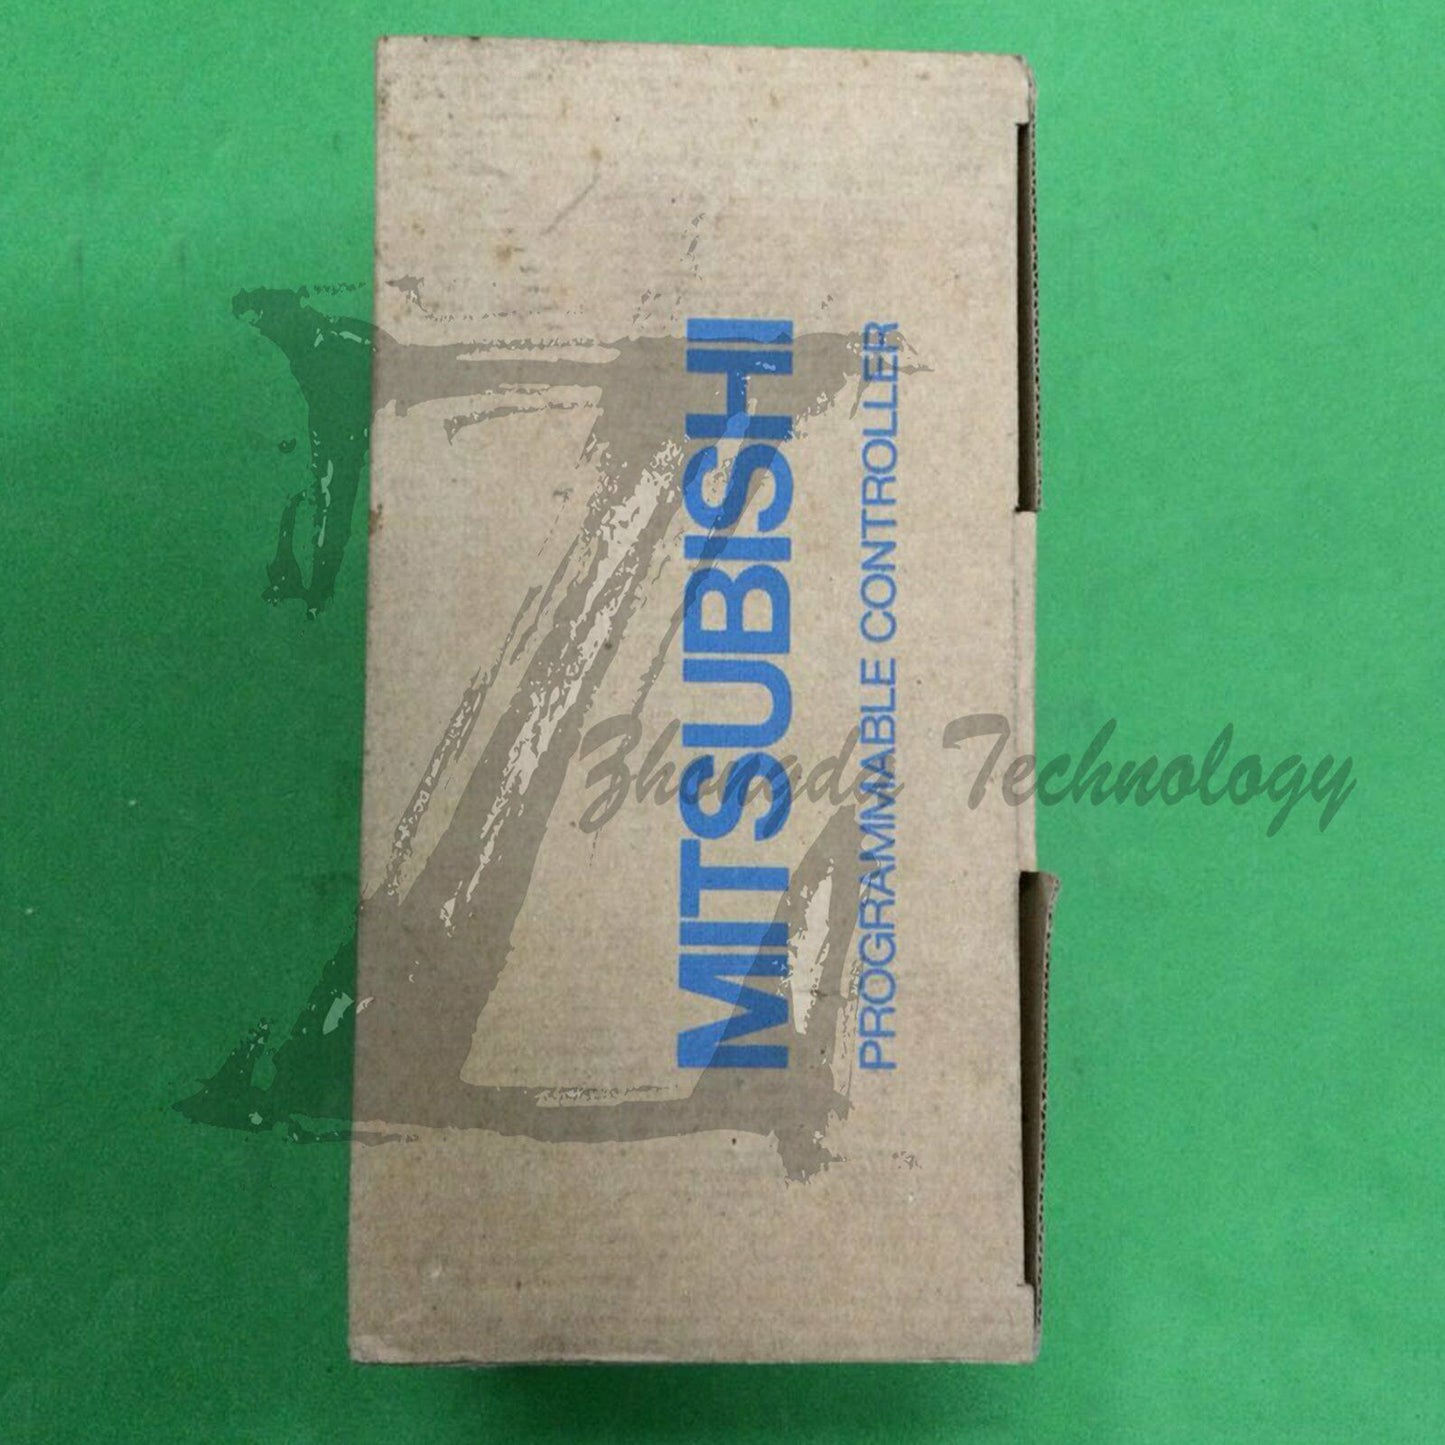 MITSUBISHI
PROGRAMMABLE CONTROLLER
Zhongda Technology